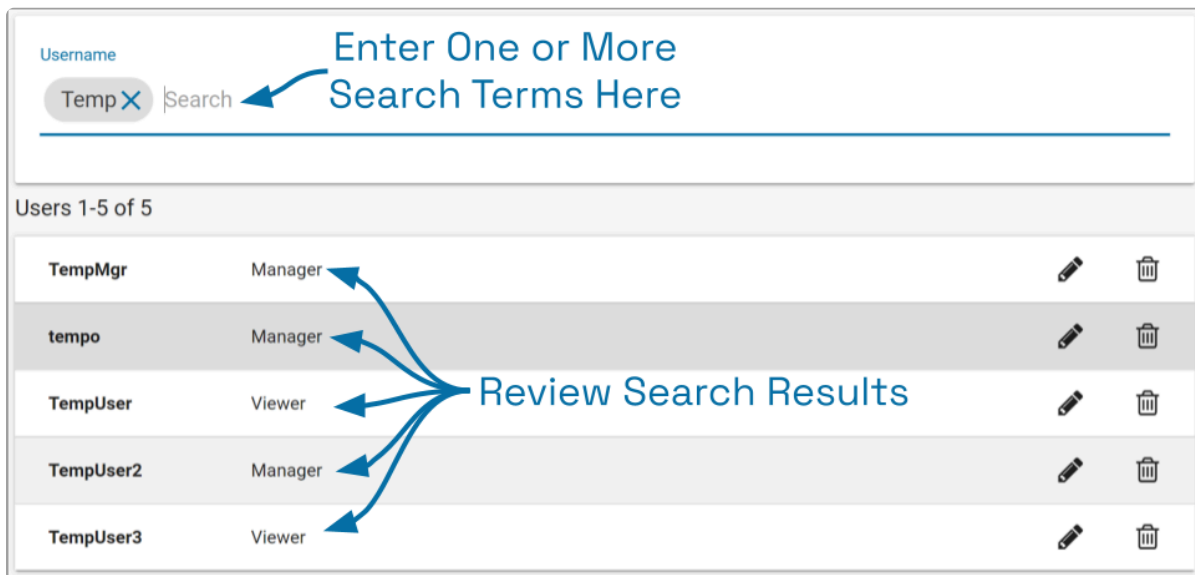 Username
Enter One or More
Search Terms Here
Temp Search
Users 1-5 of 5
TempMgr Manager
tempo Manager
TempUser Viewer
Review Search Results
TempUser2 Manager
TempUser3 Viewer